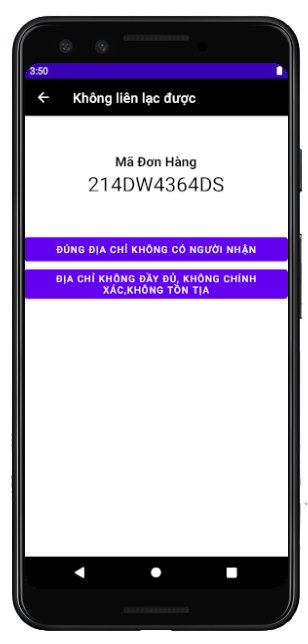 3:50
Không liên lạc được
Mã Đơn Hàng
214DW4364DS
ĐÚNG ĐỊA CHỈ KHÔNG CÓ NGƯỜI NHẬN
ĐỊA CHỈ KHÔNG ĐẦY ĐỦ, KHÔNG CHÍNH
XÁC,KHÔNG TỒN TỊA